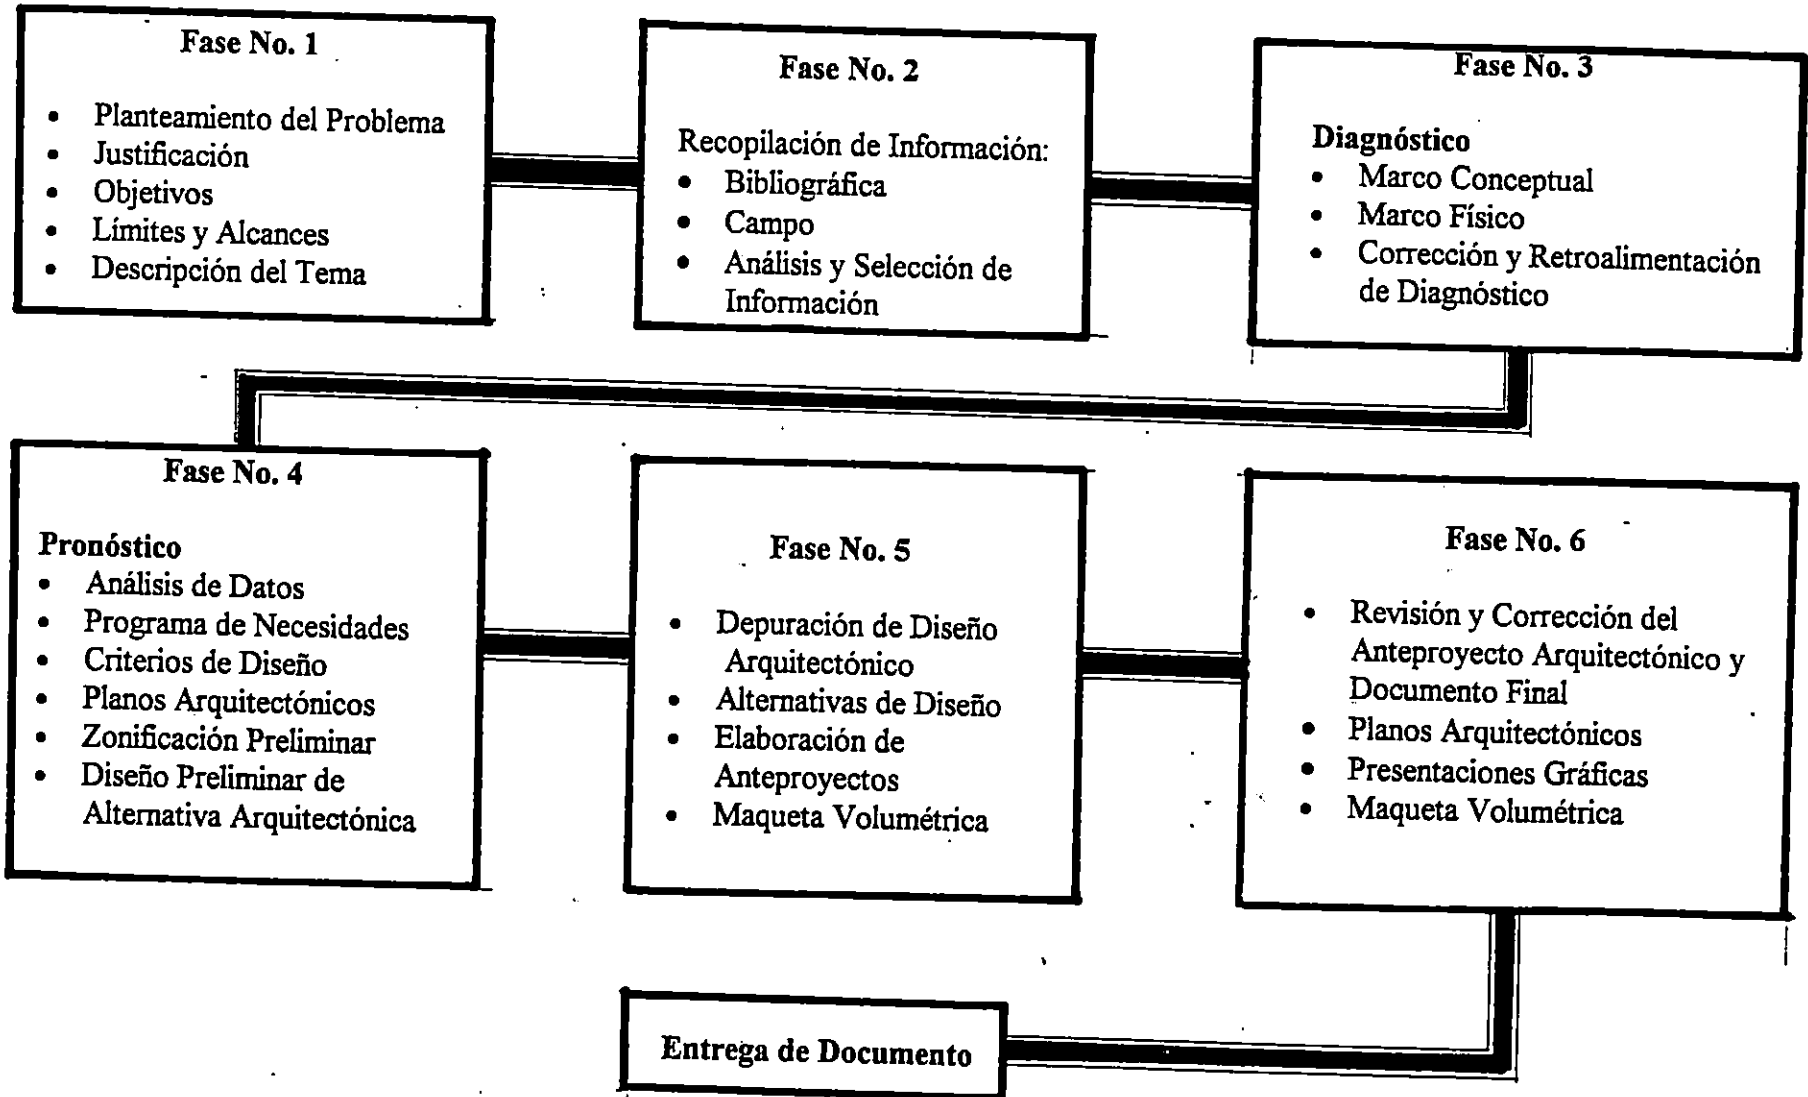 Fase No. 1
• Planteamiento del Problema
• Justificación
• Objetivos
• Límites y Alcances
• Descripción del Tema
Fase No. 2
Recopilación de Información:
• Bibliográfica
• Campo
• Análisis y Selección de
Información
Fase No. 3
Diagnóstico
• Marco Conceptual
• Marco Físico
• Corrección y Retroalimentación
de Diagnóstico
Fase No. 4
Pronóstico
• Análisis de Datos
• Programa de Necesidades
• Criterios de Diseño
• Planos Arquitectónicos
• Zonificación Preliminar
• Diseño Preliminar de
Alternativa Arquitectónica
Fase No. 5
• Depuración de Diseño
Arquitectónico
• Alternativas de Diseño
• Elaboración de
Anteproyectos
• Maqueta Volumétrica
Fase No. 6
• Revisión y Corrección del
Anteproyecto Arquitectónico y
Documento Final
• Planos Arquitectónicos
• Presentaciones Gráficas
• Maqueta Volumétrica
Entrega de Documento